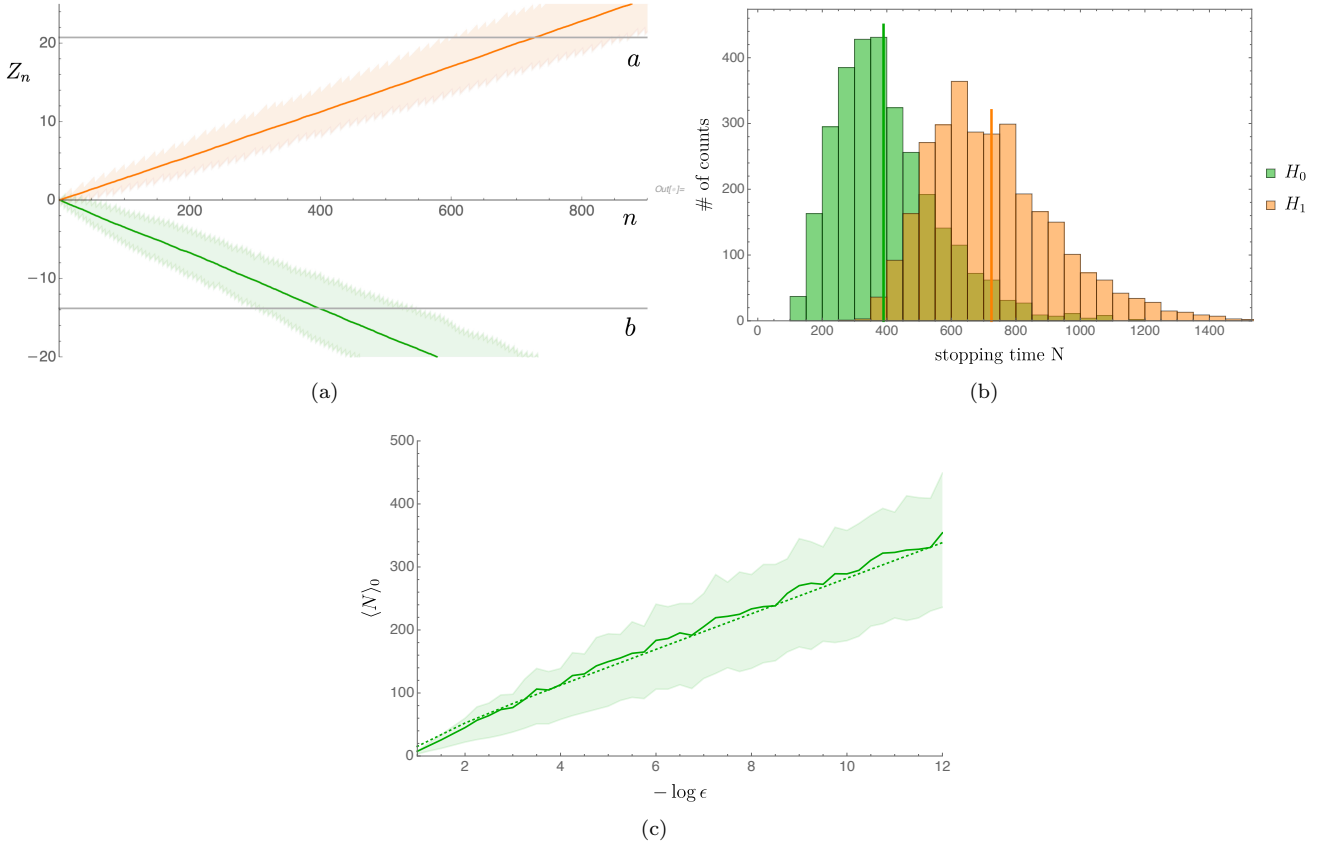 20
10
0
−10
−20
Z_n
a
200 400 600 800
n
b
Out[•]=
(a)
400
300
200
100
0
# of counts
0 200 400 600 800 1000 1200 1400
stopping time N
H_0
H_1
(b)
500
400
300
200
100
0
⟨N⟩_0
2 4 6 8 10 12
− log ϵ
(c)